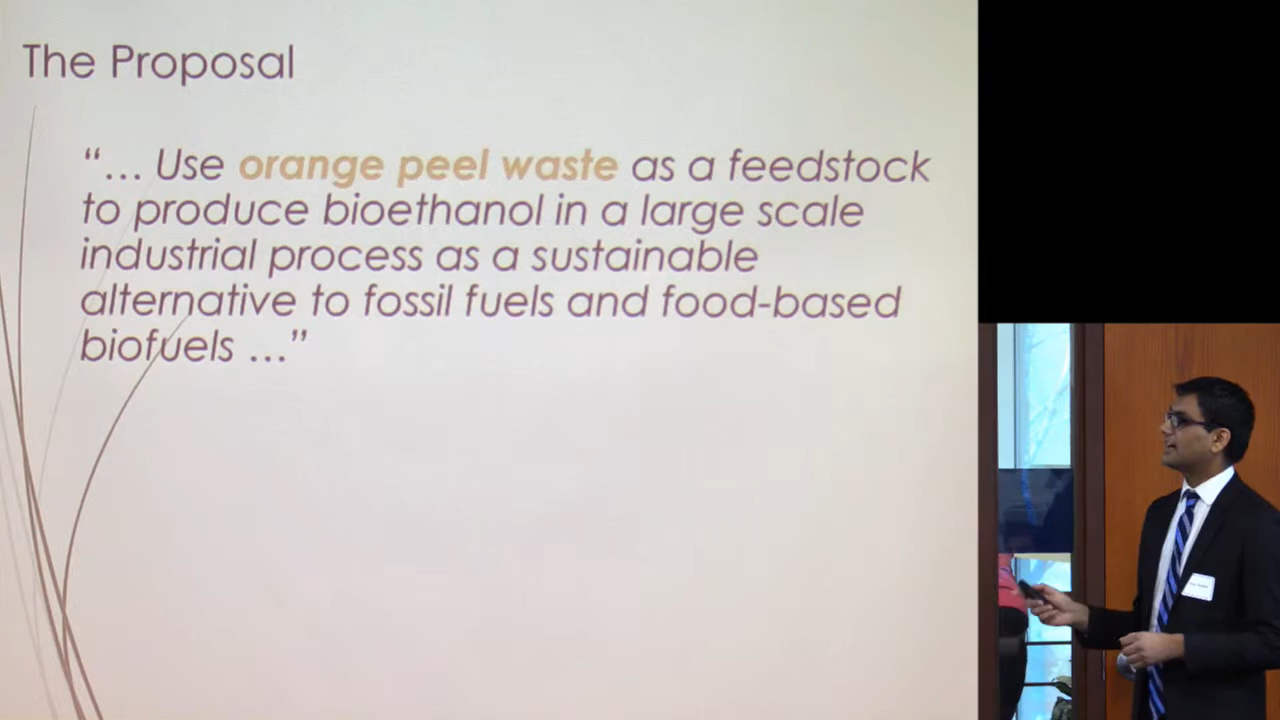 The Proposal
“… Use orange peel waste as a feedstock
to produce bioethanol in a large scale
industrial process as a sustainable
alternative to fossil fuels and food-based
biofuels …”